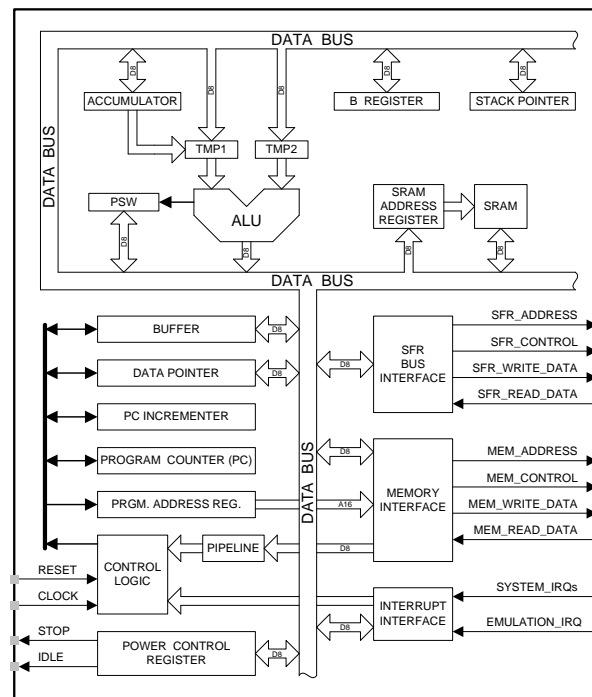 DATA BUS
D8
D8
D8
D8
D8
ACCUMULATOR
B REGISTER
STACK POINTER
DATA BUS
TMP1
TMP2
PSW
ALU
SRAM
ADDRESS
REGISTER
SRAM
D8
D8
D8
D8
DATA BUS
BUFFER
D8
DATA POINTER
D8
PC INCREMENTER
PROGRAM COUNTER (PC)
PRGM. ADDRESS REG.
A16
DATA BUS
D8
SFR
BUS
INTERFACE
SFR_ADDRESS
SFR_CONTROL
SFR_WRITE_DATA
SFR_READ_DATA
D8
MEMORY
INTERFACE
MEM_ADDRESS
MEM_CONTROL
MEM_WRITE_DATA
MEM_READ_DATA
CONTROL
LOGIC
PIPELINE
D8
RESET
CLOCK
INTERRUPT
INTERFACE
D8
SYSTEM_IRQs
EMULATION_IRQ
STOP
IDLE
POWER CONTROL
REGISTER
D8